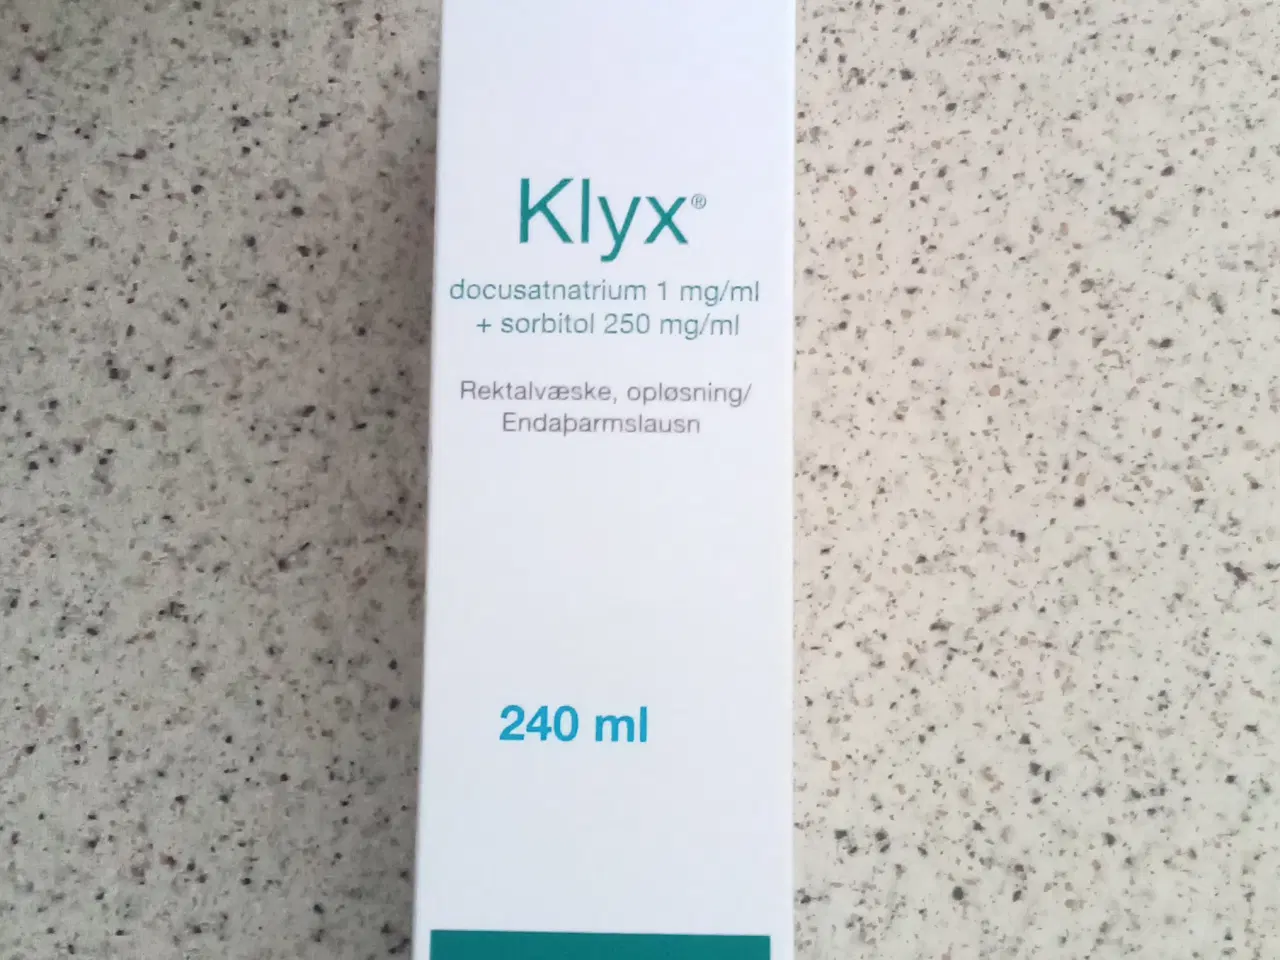 Klyx®
docusatnatrium 1 mg/ml
+ sorbitol 250 mg/ml
Rektalvæske, opløsning/
Endaþarmslausn
240 ml